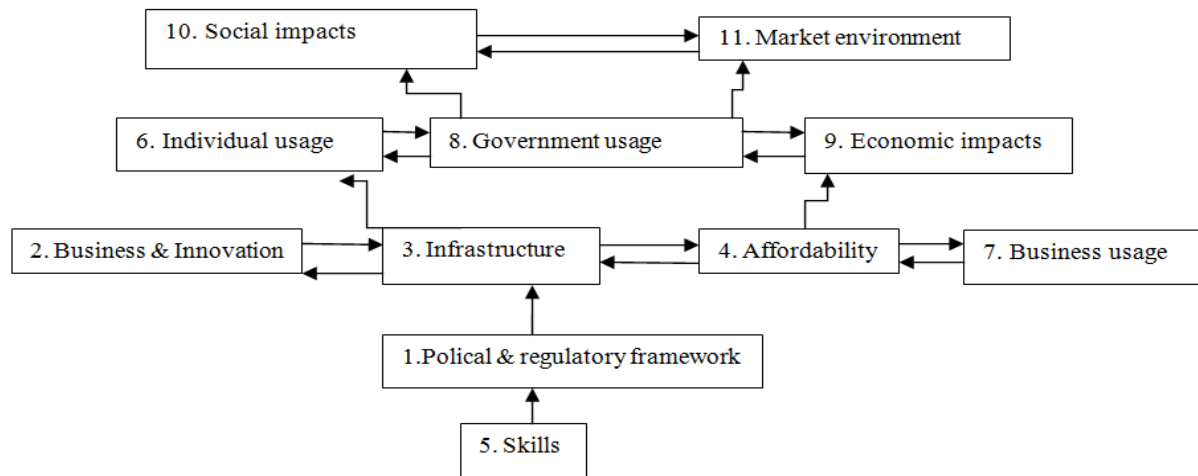 10. Social impacts
11. Market environment
6. Individual usage
8. Government usage
9. Economic impacts
2. Business & Innovation
3. Infrastructure
4. Affordability
7. Business usage
1.Polical & regulatory framework
5. Skills